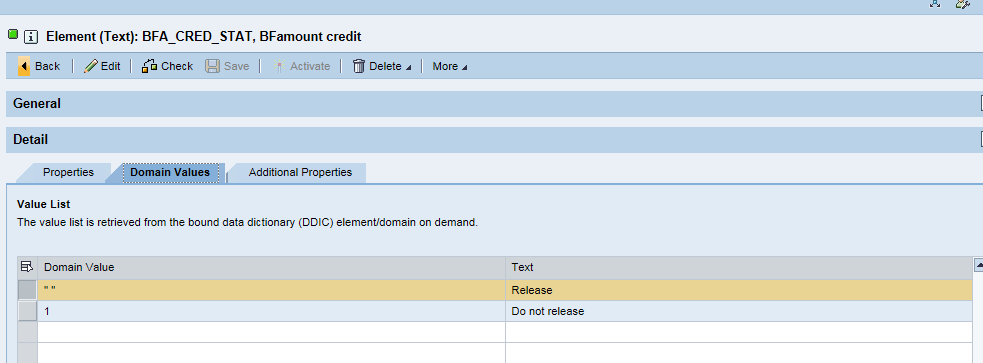 Element (Text): BFA_CRED_STAT, BFamount credit
Back Edit Check Save Activate Delete More
General
Detail
Properties Domain Values Additional Properties
Value List
The value list is retrieved from the bound data dictionary (DDIC) element/domain on demand.
Domain Value Text
" " Release
1 Do not release